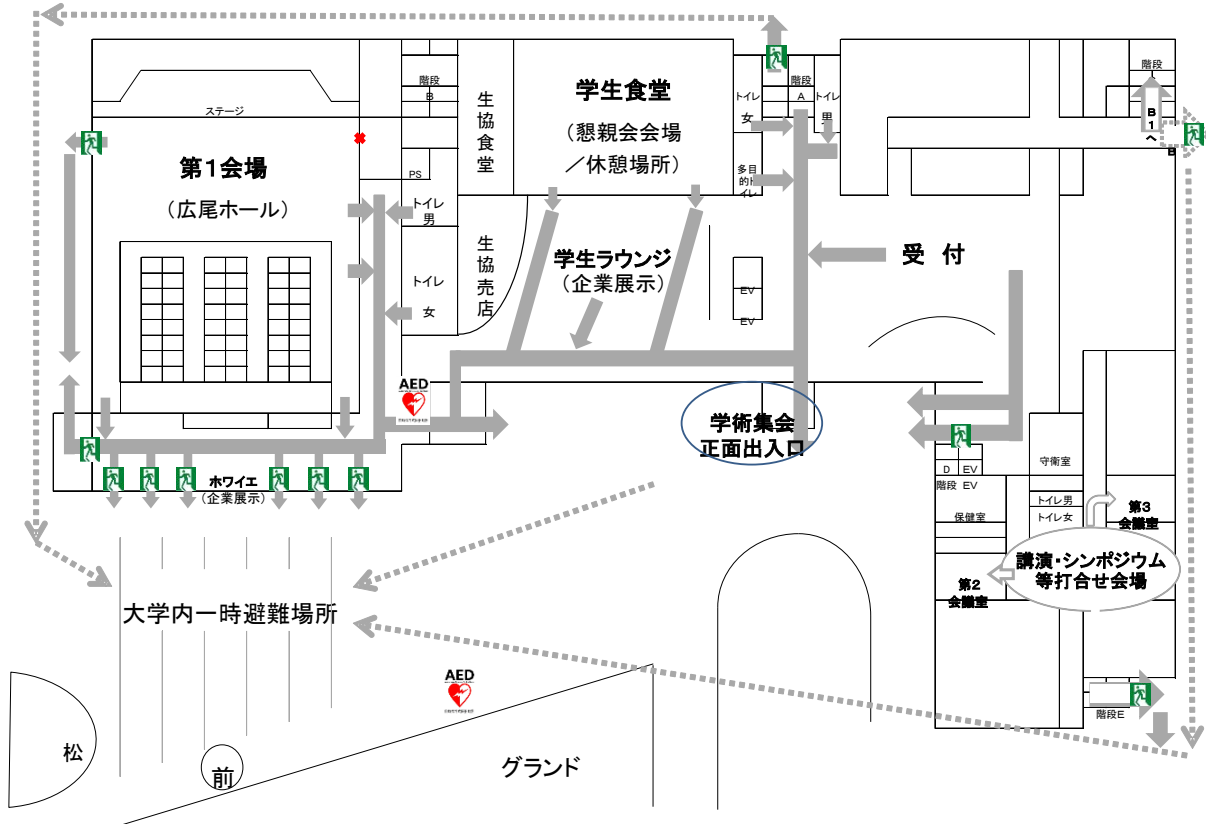 階段
B
ステージ
生協食堂
学生食堂
(懇親会会場
／休憩場所)
トイレ
女
階段
A
トイレ
男
階段
B1へ
B
第1会場
(広尾ホール)
PS
トイレ
男
多目
的ト
イレ
生協売店
学生ラウンジ
(企業展示)
受 付
トイレ
女
EV
EV
AED
学術集会
正面出入口
ホワイエ
(企業展示)
D
EV
階段
EV
守衛室
保健室
トイレ男
トイレ女
第3
会議室
講演・シンポジウム
等打合せ会場
第2
会議室
大学内一時避難場所
AED
階段E
松
前
グランド